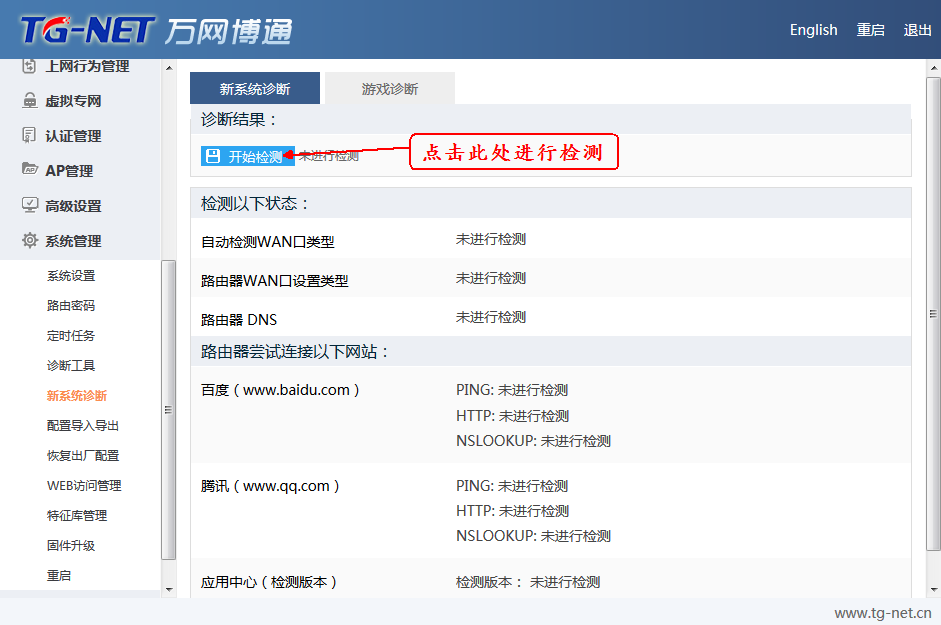 TG-NET 万网博通
English 重启 退出
上网行为管理
虚拟专网
认证管理
AP管理
高级设置
系统管理
系统设置
路由密码
定时任务
诊断工具
新系统诊断
配置导入导出
恢复出厂配置
WEB访问管理
特征库管理
固件升级
重启
新系统诊断 游戏诊断
诊断结果：
开始检测 未进行检测
点击此处进行检测
检测以下状态：
自动检测WAN口类型 未进行检测
路由器WAN口设置类型 未进行检测
路由器 DNS 未进行检测
路由器尝试连接以下网站：
百度（www.baidu.com） PING: 未进行检测
HTTP: 未进行检测
NSLOOKUP: 未进行检测
腾讯（www.qq.com） PING: 未进行检测
HTTP: 未进行检测
NSLOOKUP: 未进行检测
应用中心（检测版本） 检测版本： 未进行检测
www.tg-net.cn